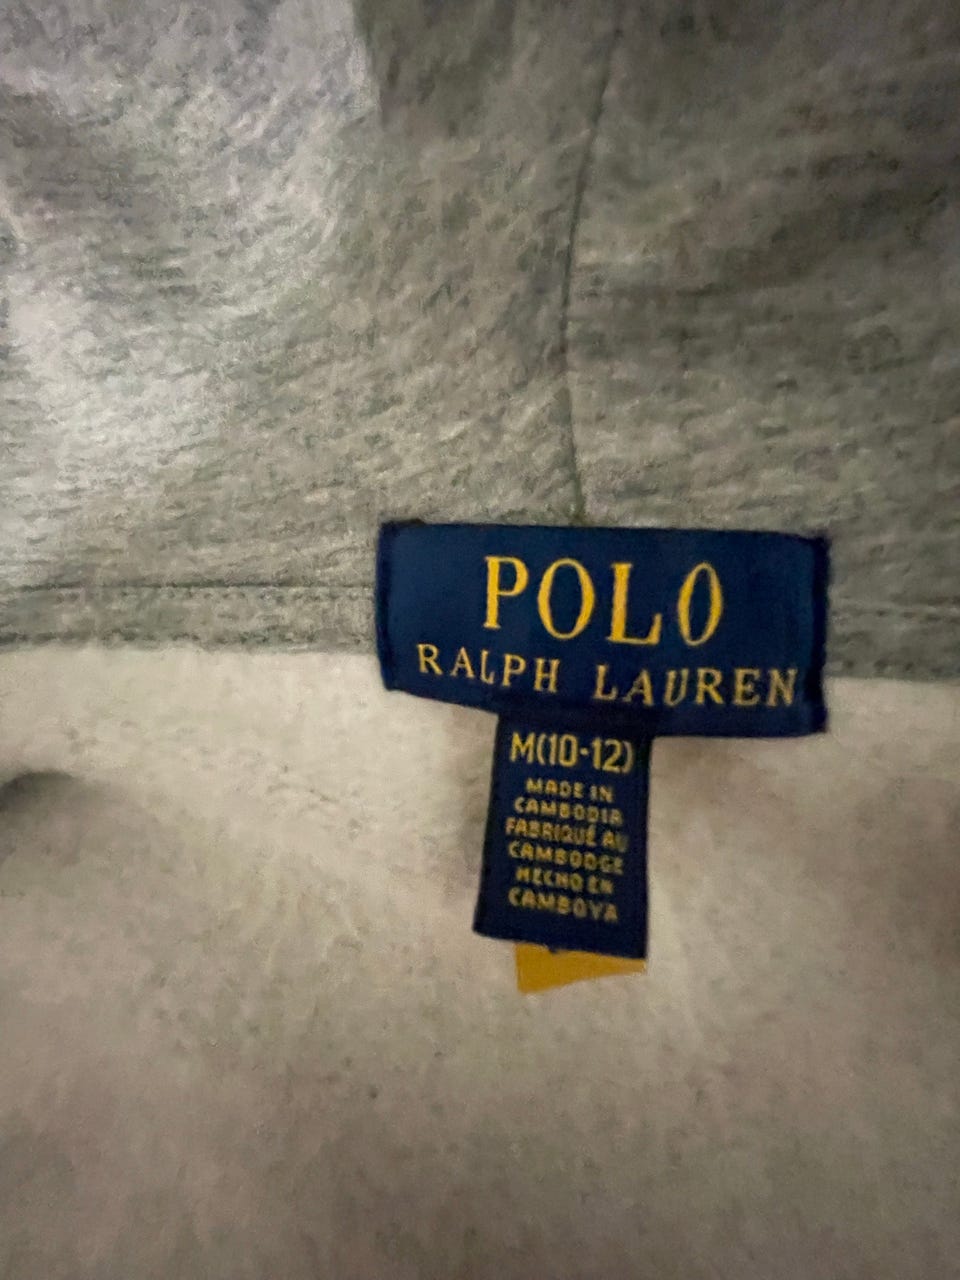 POLO
RALPH LAUREN
M(10-12)
MADE IN
CAMBODIA
FABRIQUÉ AU
CAMBODGE
HECHO EN
CAMBOYA